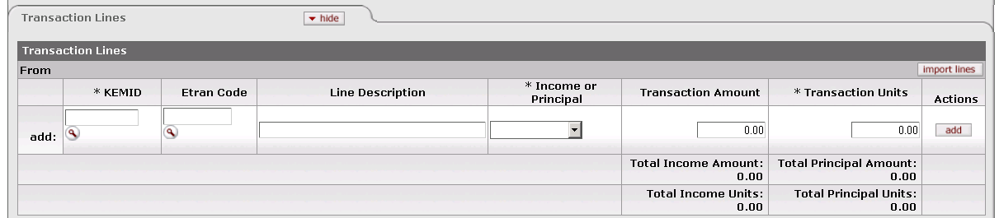 Transaction Lines
hide
Transaction Lines
From
import lines
* KEMID
Etran Code
Line Description
* Income or
Principal
Transaction Amount
* Transaction Units
Actions
add:
0.00
0.00
add
Total Income Amount:
0.00
Total Principal Amount:
0.00
Total Income Units:
0.00
Total Principal Units:
0.00